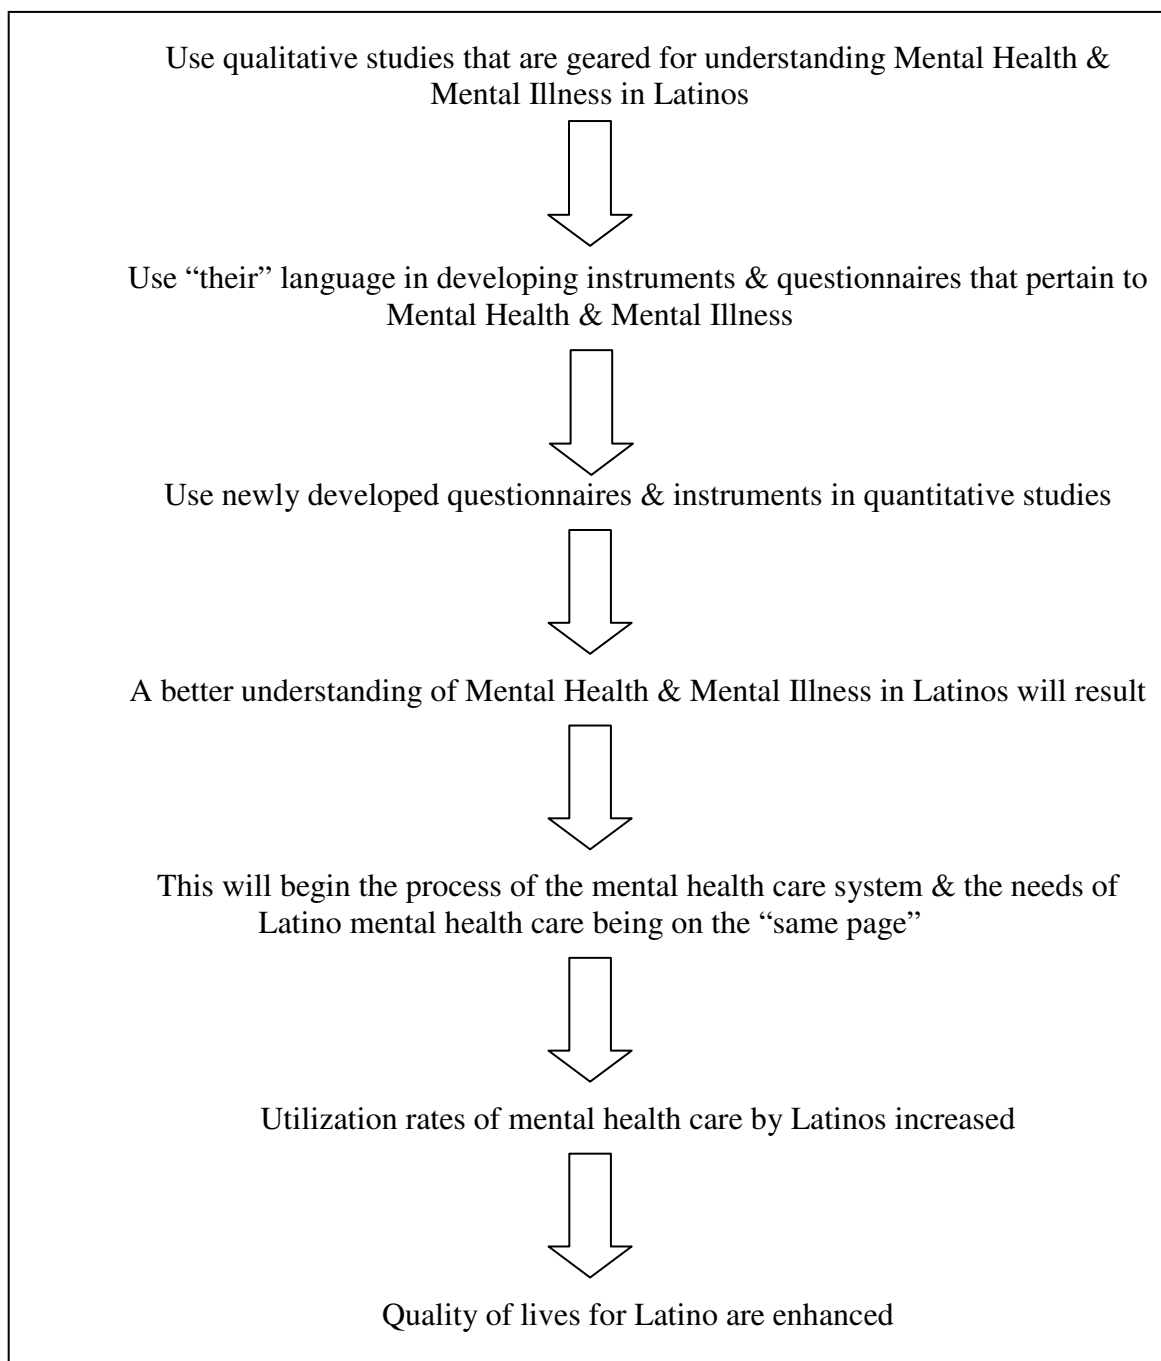 Use qualitative studies that are geared for understanding Mental Health &
Mental Illness in Latinos
Use “their” language in developing instruments & questionnaires that pertain to
Mental Health & Mental Illness
Use newly developed questionnaires & instruments in quantitative studies
A better understanding of Mental Health & Mental Illness in Latinos will result
This will begin the process of the mental health care system & the needs of
Latino mental health care being on the “same page”
Utilization rates of mental health care by Latinos increased
Quality of lives for Latino are enhanced